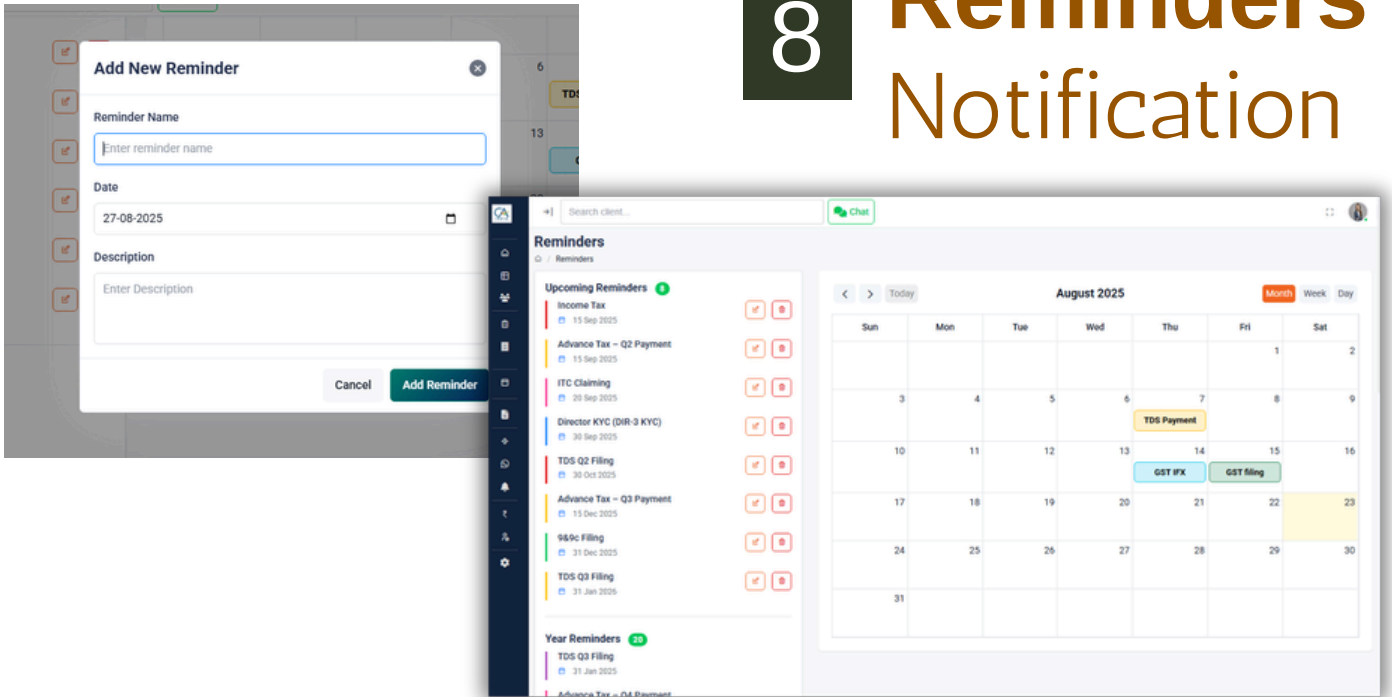 8
Reminders
Notification
Add New Reminder
Reminder Name
Enter reminder name
Date
27-08-2025
Description
Enter Description
Cancel
Add Reminder
6
TDS
13
CA
Search client...
Chat
Reminders
Reminders
Upcoming Reminders 8
Income Tax
15 Sep 2025
Advance Tax – Q2 Payment
15 Sep 2025
ITC Claiming
20 Sep 2025
Director KYC (DIR-3 KYC)
30 Sep 2025
TDS Q2 Filing
30 Oct 2025
Advance Tax – Q3 Payment
15 Dec 2025
9&9c Filing
31 Dec 2025
TDS Q3 Filing
31 Jan 2026
Year Reminders 20
TDS Q3 Filing
31 Jan 2025
Advance Tax – Q4 Payment
Today
August 2025
Month Week Day
Sun Mon Tue Wed Thu Fri Sat
1 2
3 4 5 6 7 8 9
TDS Payment
10 11 12 13 14 15 16
GST IFX GST filing
17 18 19 20 21 22 23
24 25 26 27 28 29 30
31